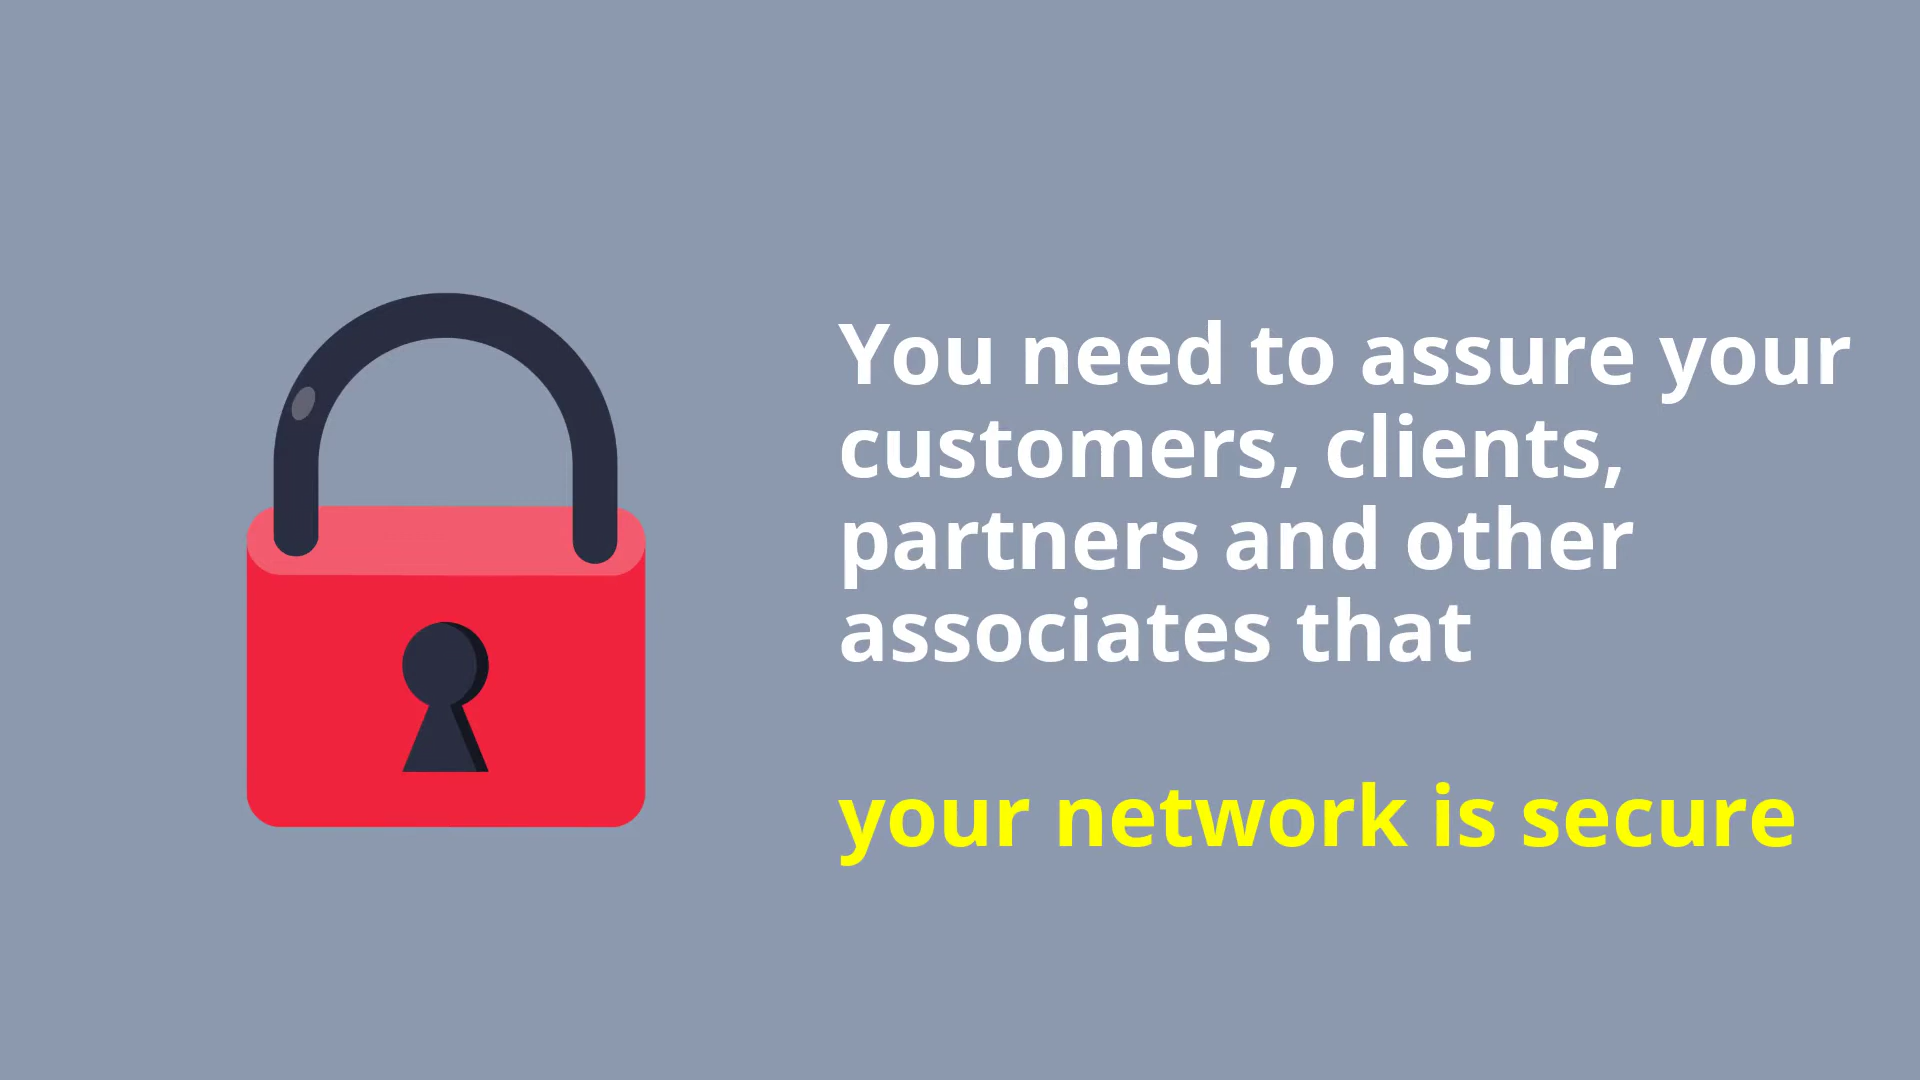 You need to assure your
customers, clients,
partners and other
associates that
your network is secure